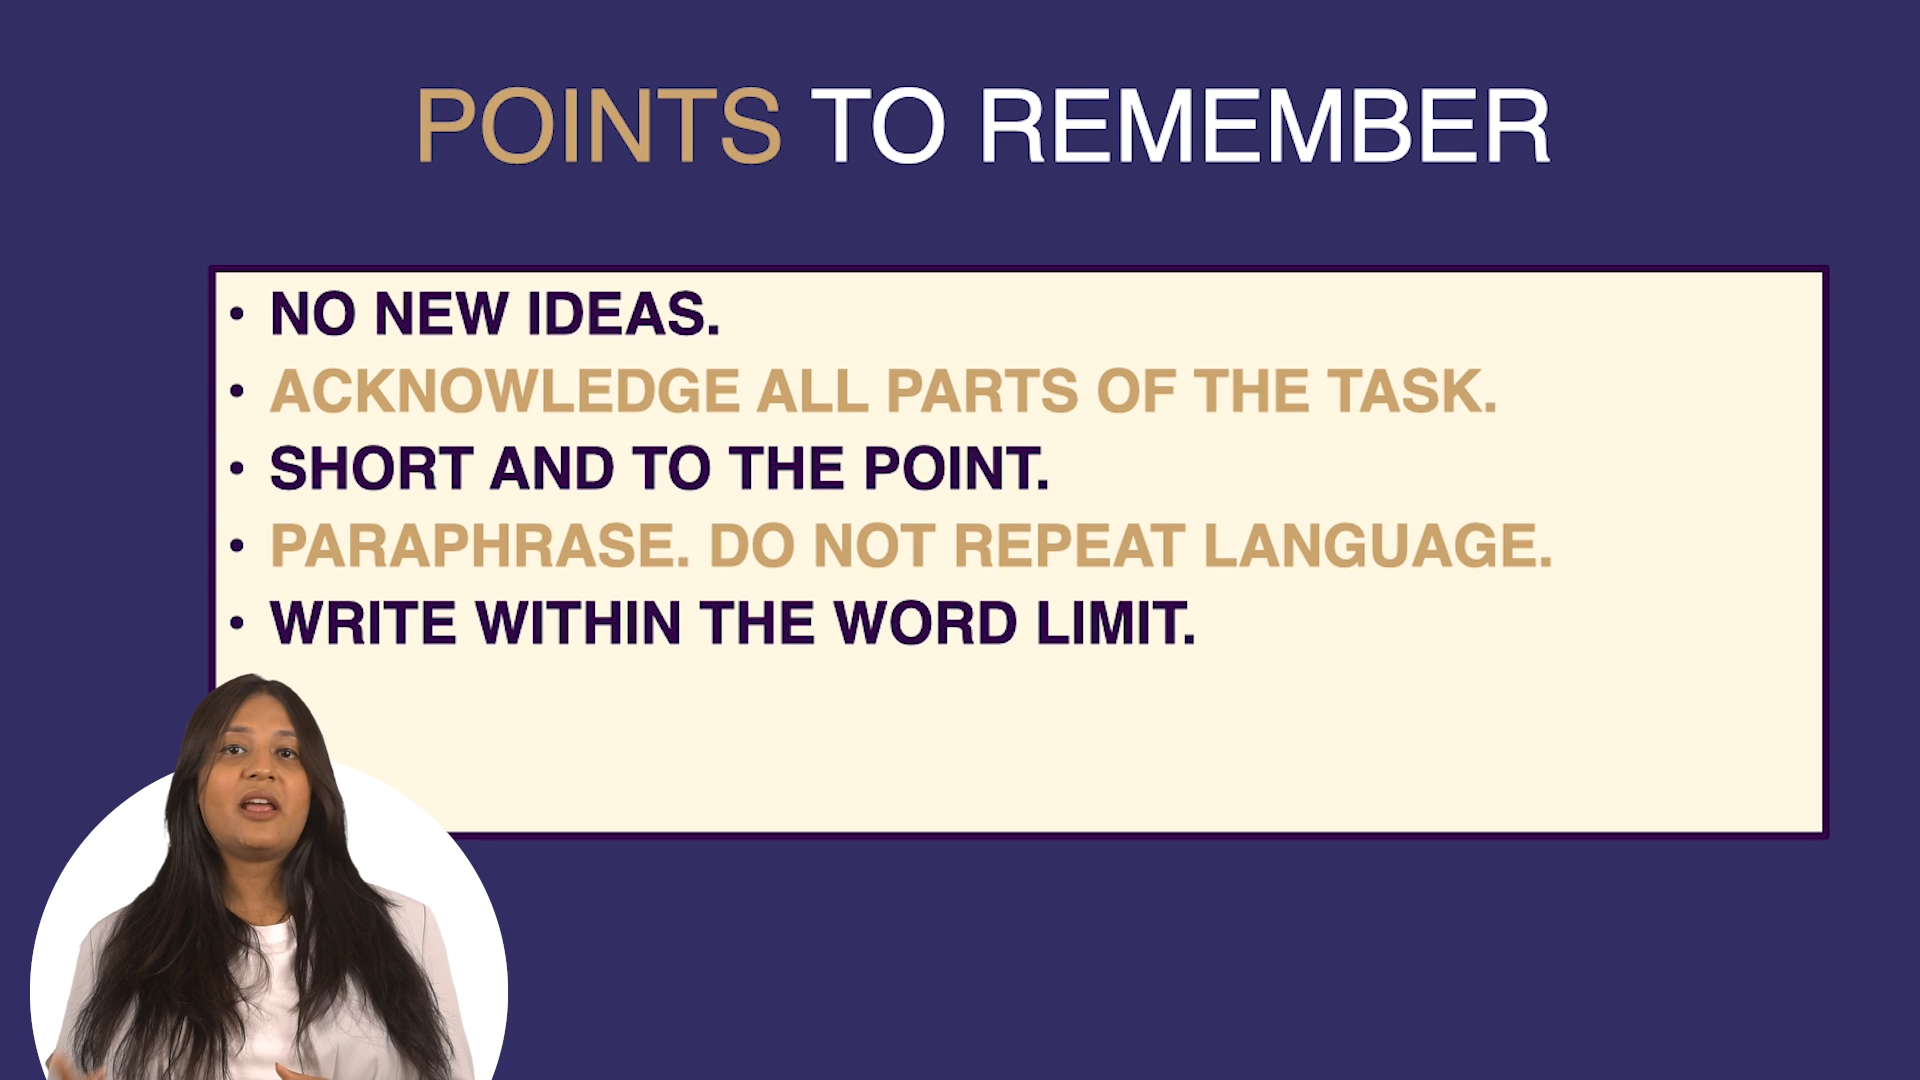 POINTS TO REMEMBER
• NO NEW IDEAS.
• ACKNOWLEDGE ALL PARTS OF THE TASK.
• SHORT AND TO THE POINT.
• PARAPHRASE. DO NOT REPEAT LANGUAGE.
• WRITE WITHIN THE WORD LIMIT.